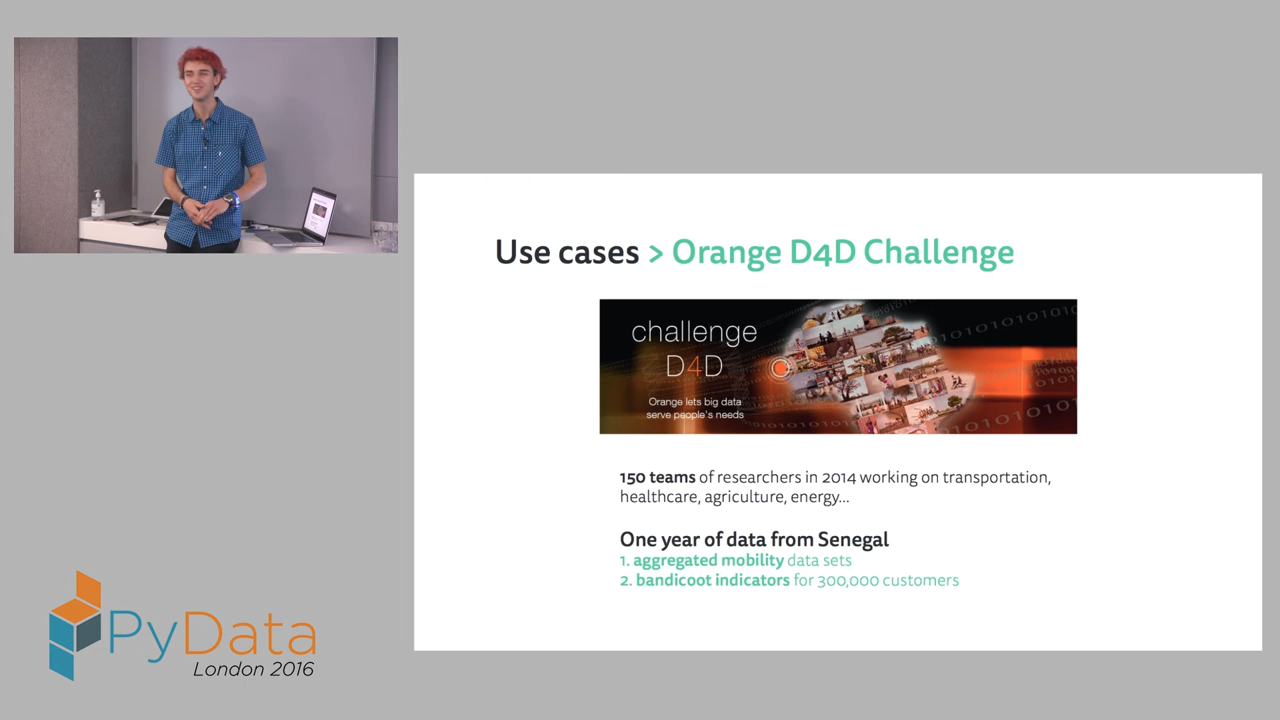 Use cases > Orange D4D Challenge
challenge
D4D
Orange lets big data
serve people's needs
150 teams of researchers in 2014 working on transportation,
healthcare, agriculture, energy...
One year of data from Senegal
1. aggregated mobility data sets
2. bandicoot indicators for 300,000 customers
PyData
London 2016